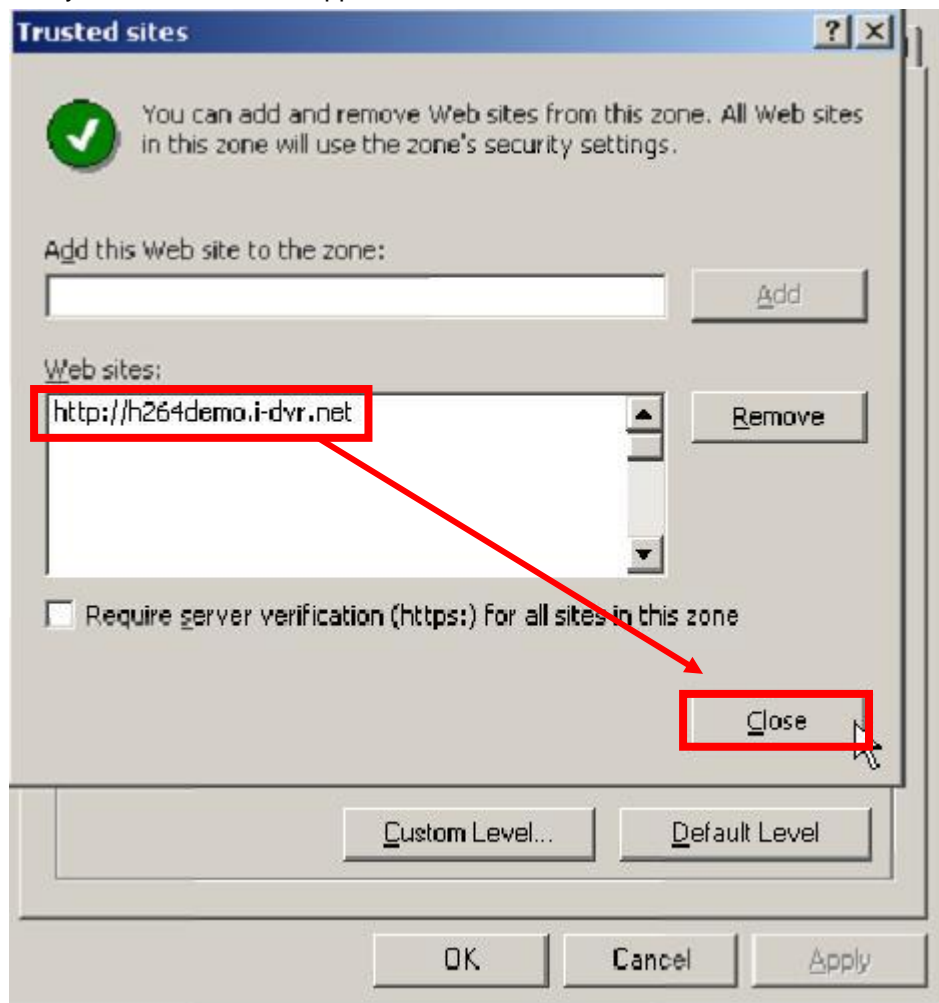 Trusted sites
You can add and remove Web sites from this zone. All Web sites
in this zone will use the zone's security settings.
Add this Web site to the zone:
Add
Web sites:
http://h264demo.i-dvr.net
Remove
Require server verification (https:) for all sites in this zone
Close
Custom Level...
Default Level
OK
Cancel
Apply